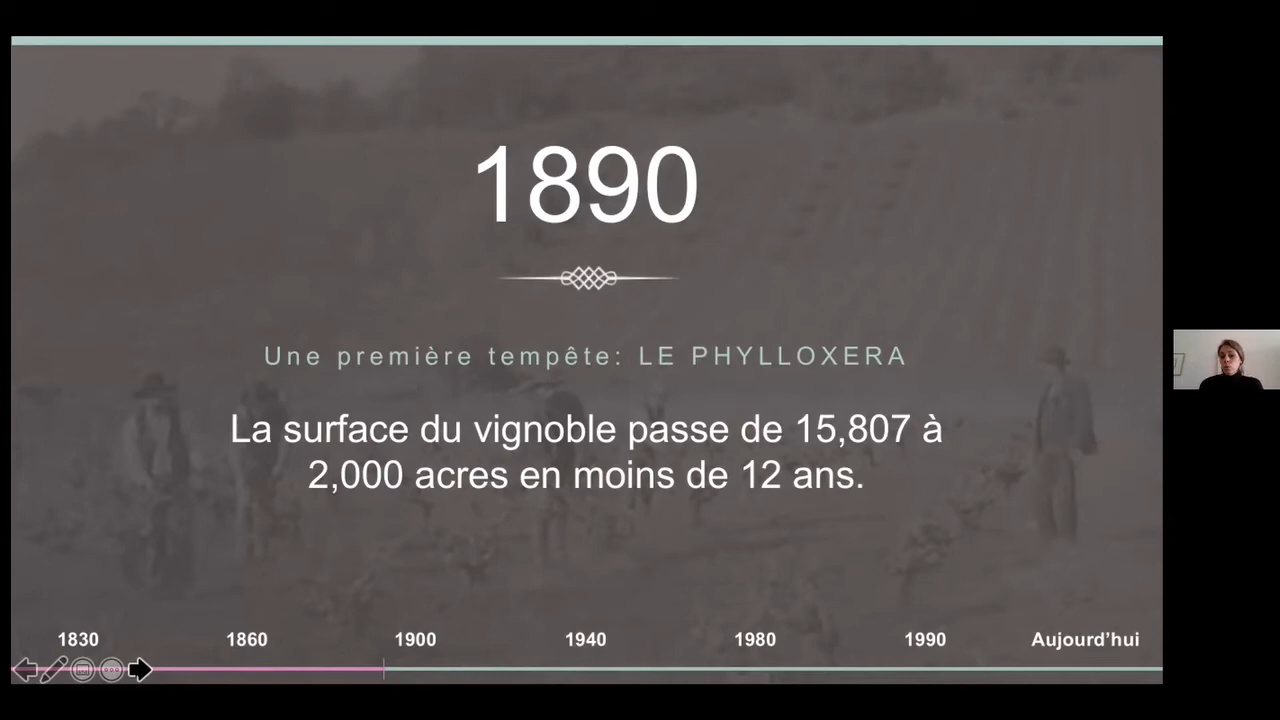 1890
Une première tempête: LE PHYLLOXERA
La surface du vignoble passe de 15,807 à
2,000 acres en moins de 12 ans.
1830 1860 1900 1940 1980 1990 Aujourd'hui